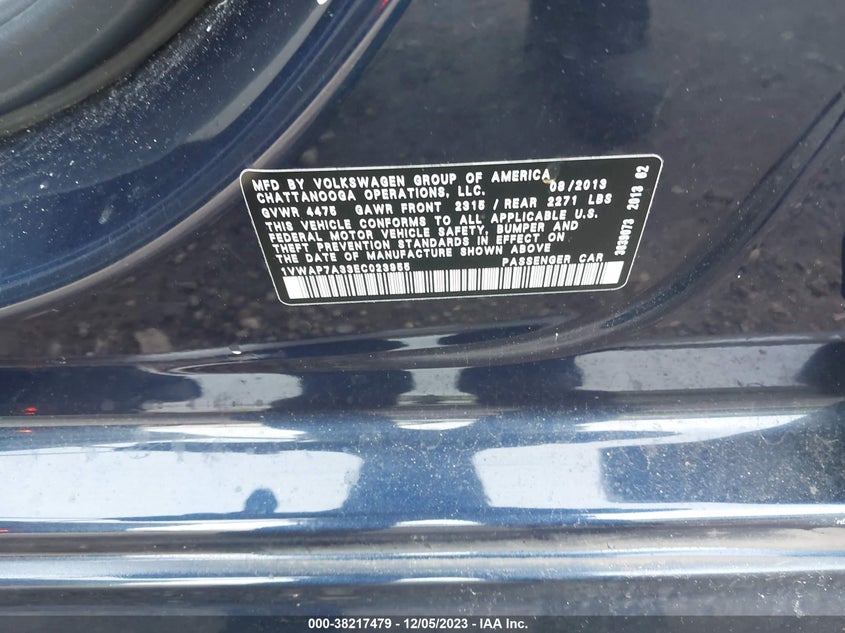 MFD BY VOLKSWAGEN GROUP OF AMERICA 08/2013
CHATTANOOGA OPERATIONS, LLC.
GVWR 4475 GAWR FRONT 2315 / REAR 2271 LBS
THIS VEHICLE CONFORMS TO ALL APPLICABLE U.S.
FEDERAL MOTOR VEHICLE SAFETY, BUMPER AND
THEFT PREVENTION STANDARDS IN EFFECT ON
THE DATE OF MANUFACTURE SHOWN ABOVE
PASSENGER CAR
2013 02
000-38217479 - 12/05/2023 - IAA Inc.